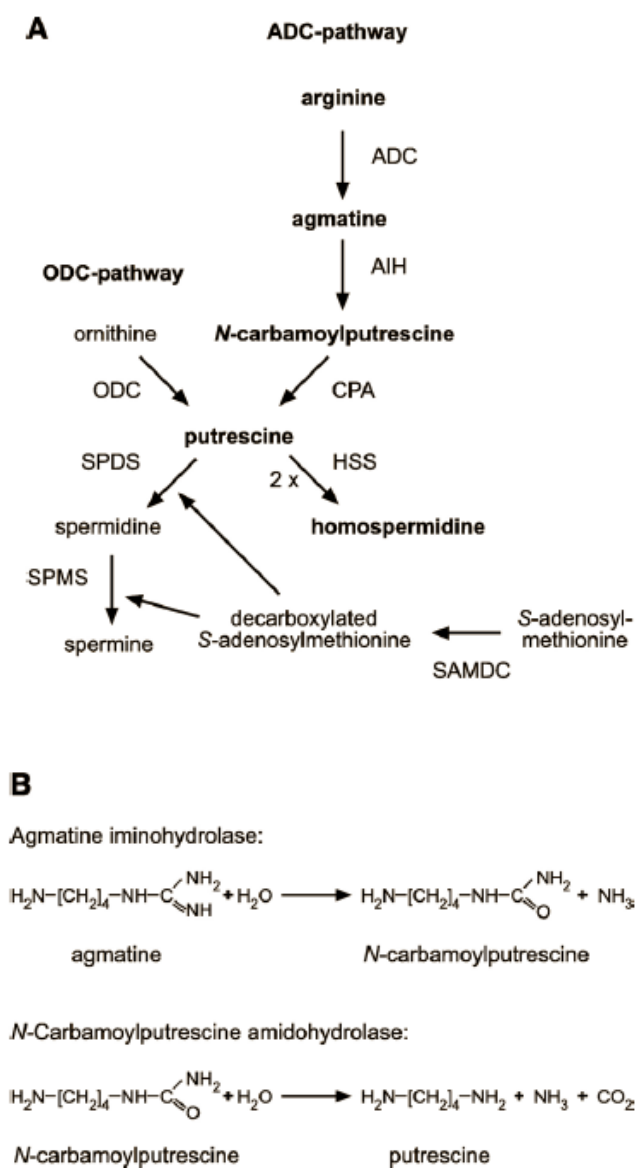 A
ADC-pathway
arginine
ADC
agmatine
AIH
ODC-pathway
ornithine
N-carbamoylputrescine
ODC
CPA
putrescine
SPDS
HSS
2 x
spermidine
homospermidine
SPMS
decarboxylated
S-adenosylmethionine
S-adenosyl-
methionine
spermine
SAMDC
B
Agmatine iminohydrolase:
H₂N–[CH₂]₄–NH–C(NH₂)(=NH) + H₂O → H₂N–[CH₂]₄–NH–C(NH₂)(=O) + NH₃
agmatine N-carbamoylputrescine
N-Carbamoylputrescine amidohydrolase:
H₂N–[CH₂]₄–NH–C(NH₂)(=O) + H₂O → H₂N–[CH₂]₄–NH₂ + NH₃ + CO₂
N-carbamoylputrescine putrescine